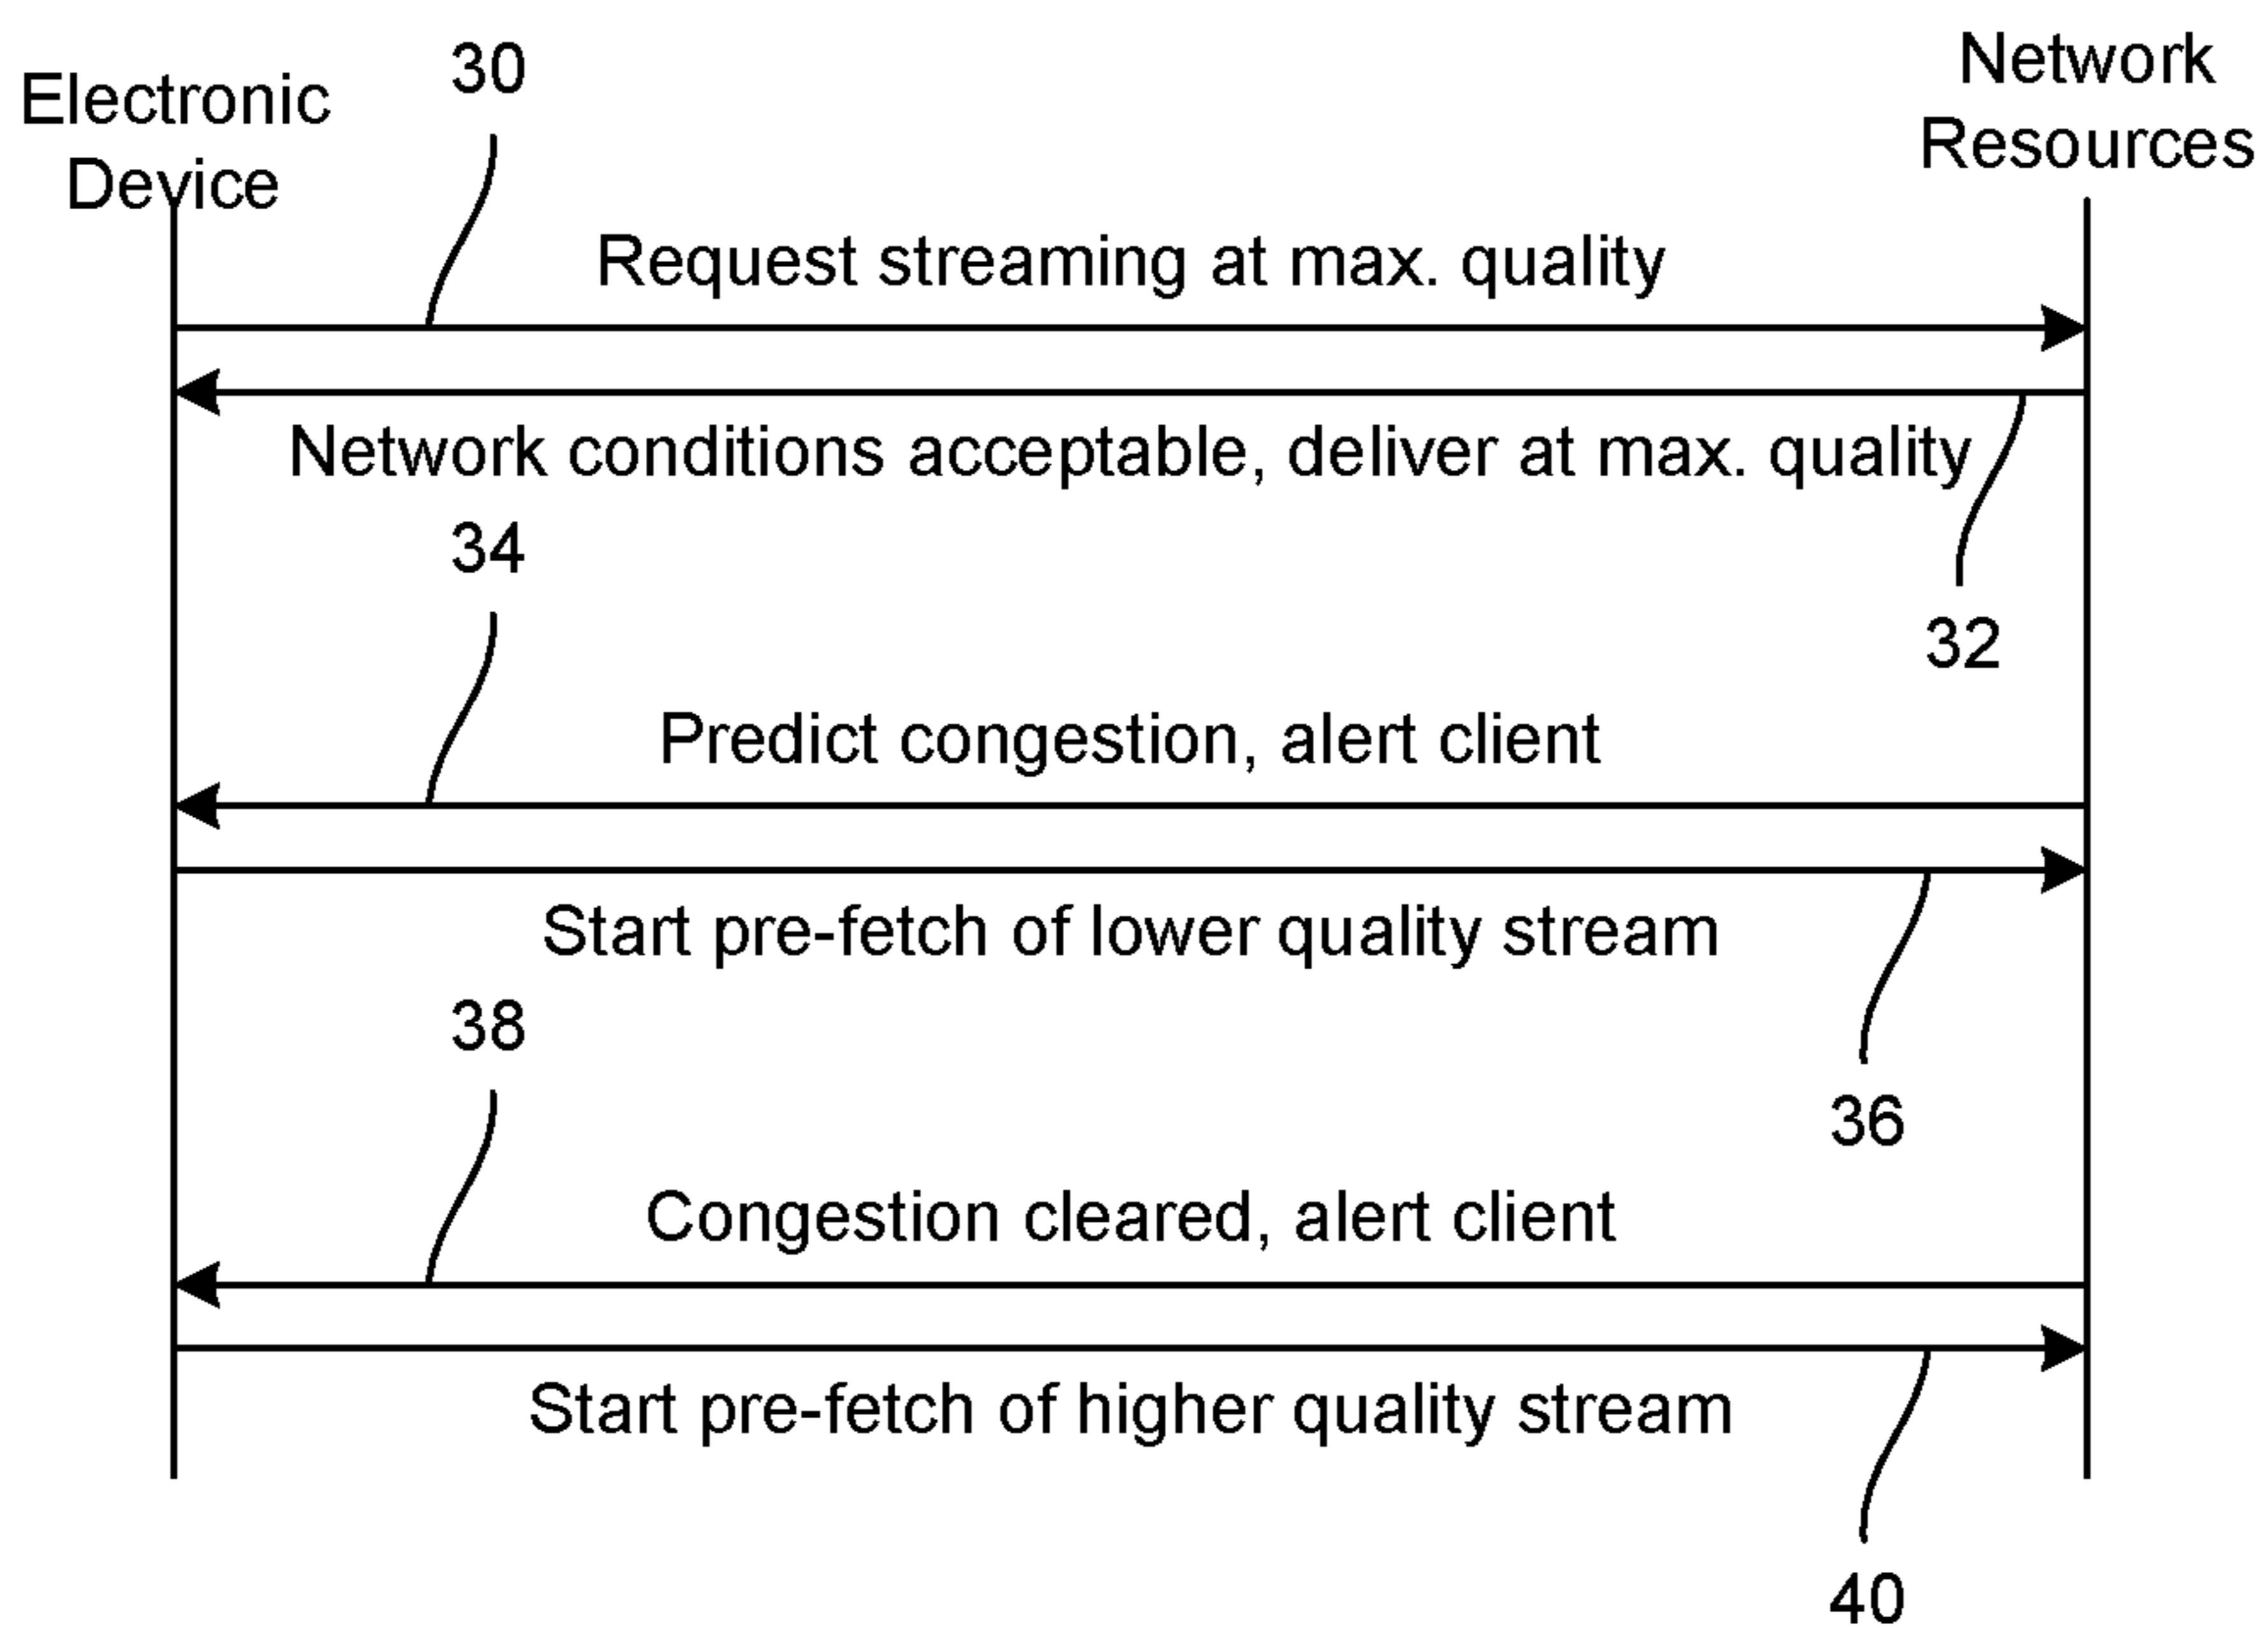 Electronic
Device
30
Network
Resources
Request streaming at max. quality
Network conditions acceptable, deliver at max. quality
34
32
Predict congestion, alert client
Start pre-fetch of lower quality stream
38
36
Congestion cleared, alert client
Start pre-fetch of higher quality stream
40